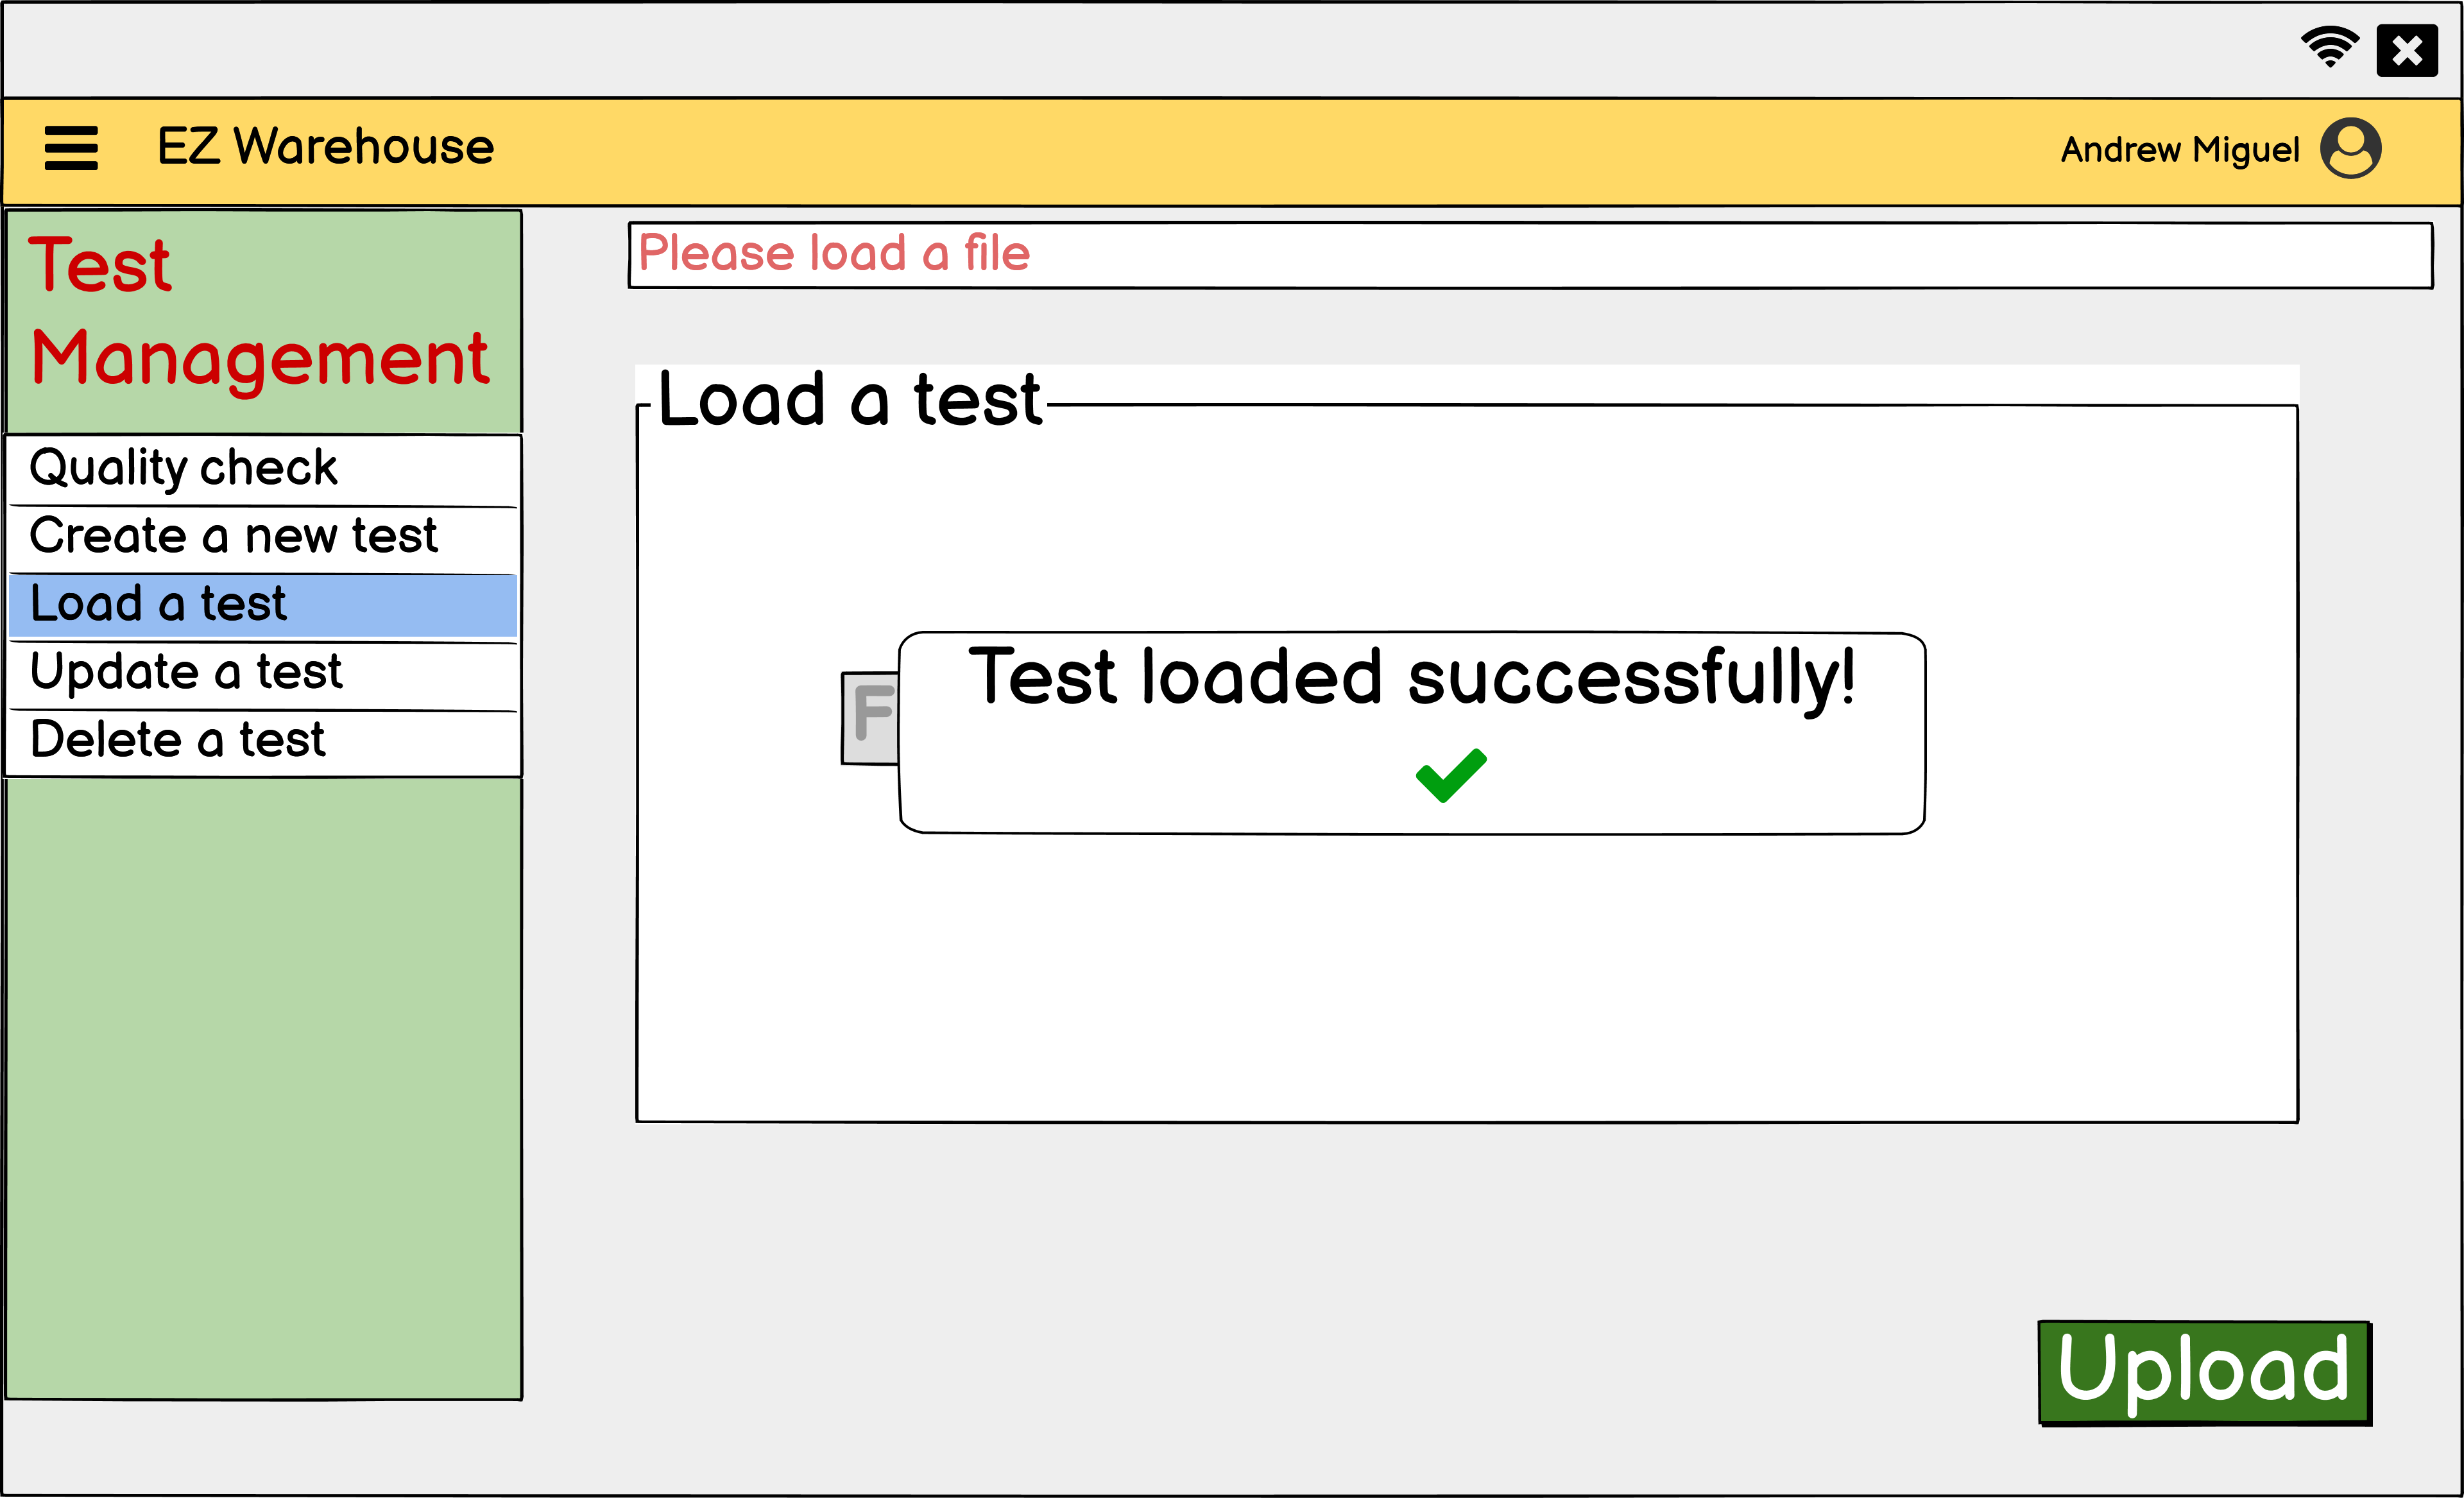 EZ Warehouse
Andrew Miguel
Test
Management
Quality check
Create a new test
Load a test
Update a test
Delete a test
Please load a file
Load a test
F
Test loaded successfully!
Upload